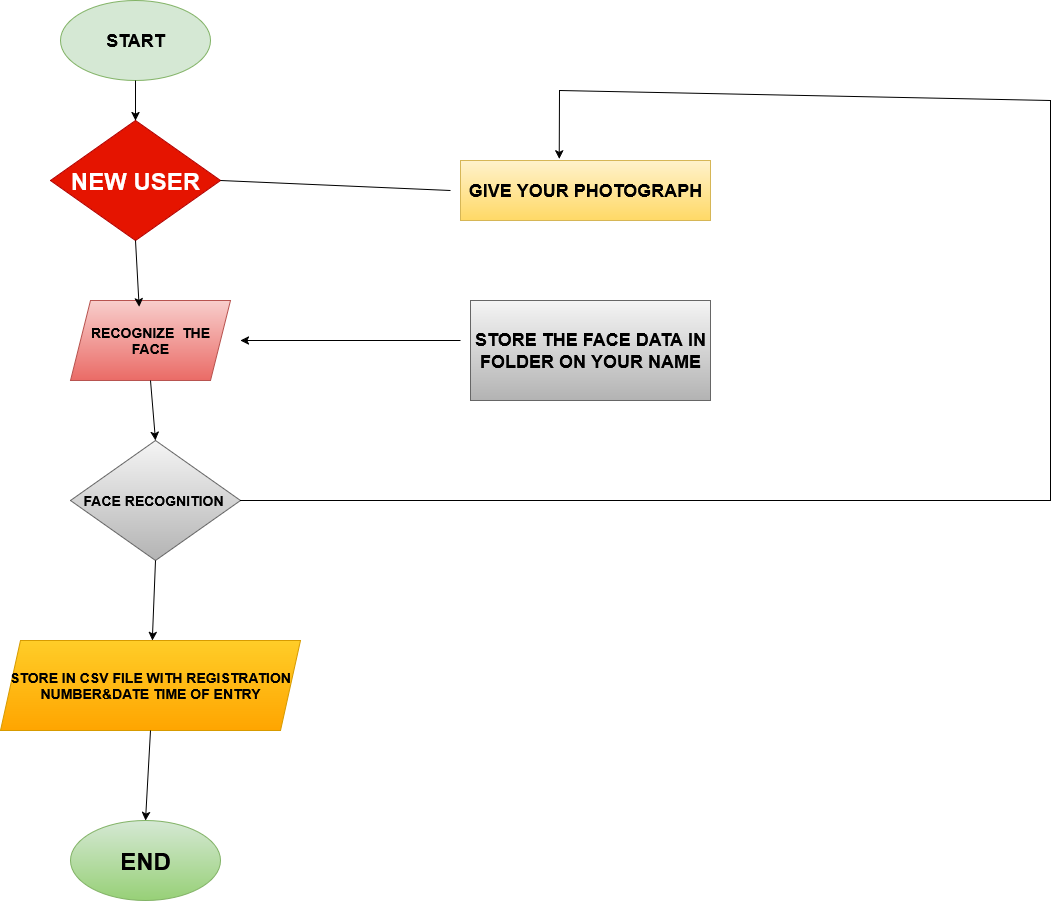 START
NEW USER
GIVE YOUR PHOTOGRAPH
RECOGNIZE THE
FACE
STORE THE FACE DATA IN
FOLDER ON YOUR NAME
FACE RECOGNITION
STORE IN CSV FILE WITH REGISTRATION
NUMBER&DATE TIME OF ENTRY
END